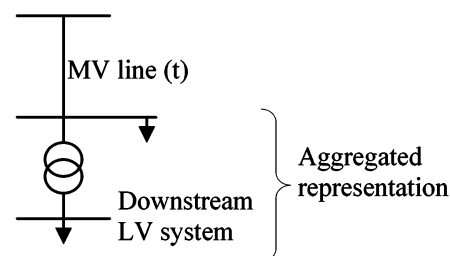 MV line (t)
Aggregated
representation
Downstream
LV system